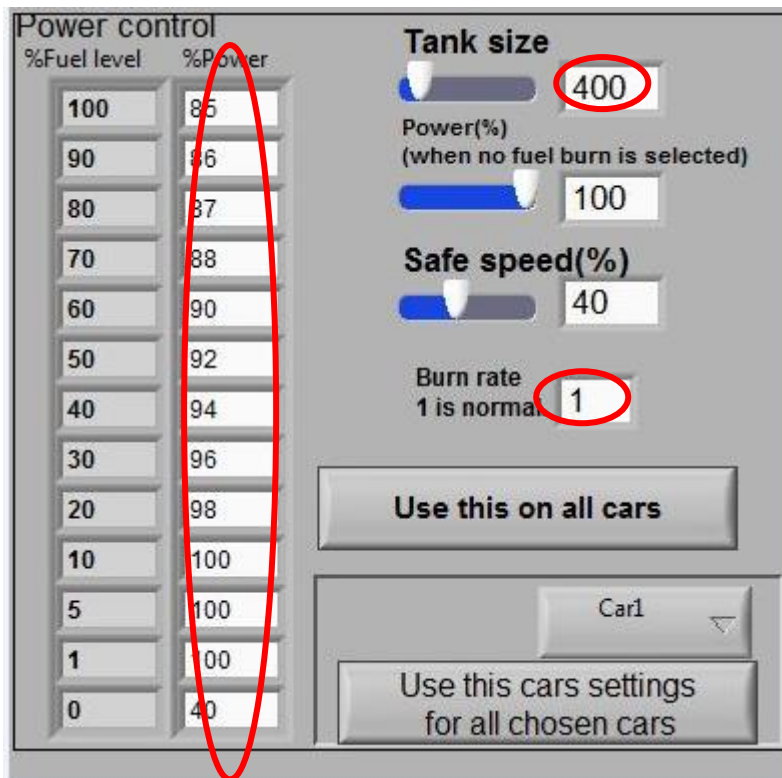 Power control
%Fuel level %Power
100 85
90 86
80 87
70 88
60 90
50 92
40 94
30 96
20 98
10 100
5 100
1 100
0 40
Tank size
400
Power(%)
(when no fuel burn is selected)
100
Safe speed(%)
40
Burn rate
1 is normal 1
Use this on all cars
Car1
Use this cars settings
for all chosen cars